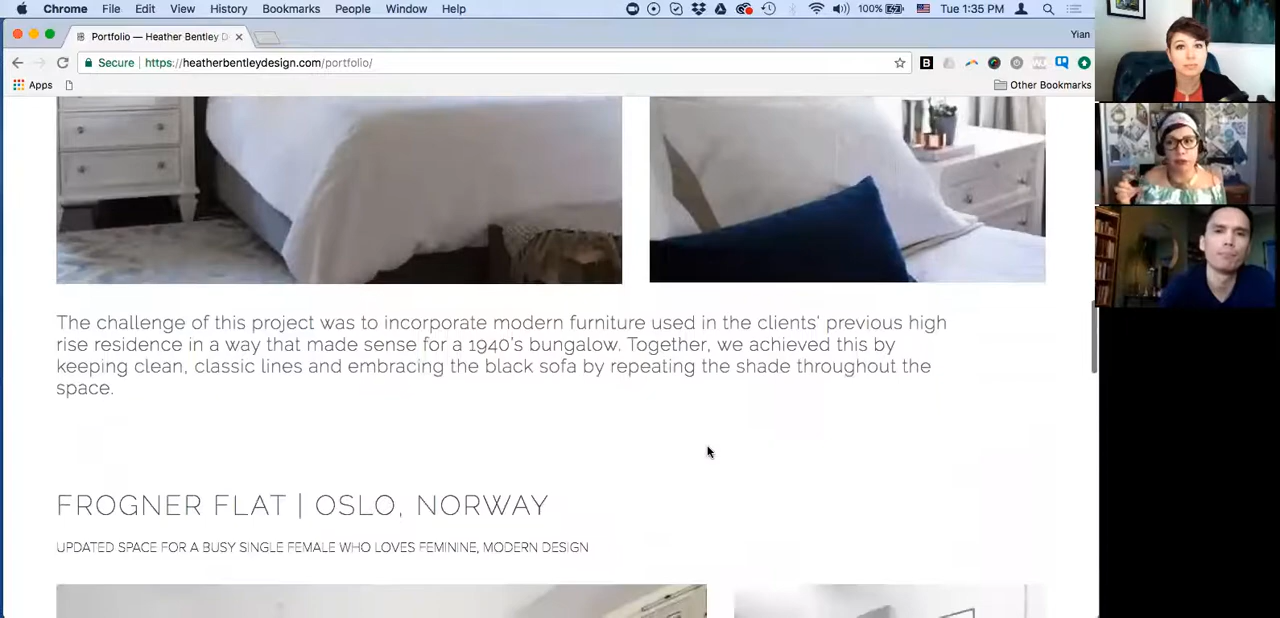 Chrome File Edit View History Bookmarks People Window Help 100% Tue 1:35 PM
Portfolio — Heather Bentley D Yian
Secure https://heatherbentleydesign.com/portfolio/
Apps Other Bookmarks
The challenge of this project was to incorporate modern furniture used in the clients' previous high
rise residence in a way that made sense for a 1940's bungalow. Together, we achieved this by
keeping clean, classic lines and embracing the black sofa by repeating the shade throughout the
space.
FROGNER FLAT | OSLO, NORWAY
UPDATED SPACE FOR A BUSY SINGLE FEMALE WHO LOVES FEMININE, MODERN DESIGN